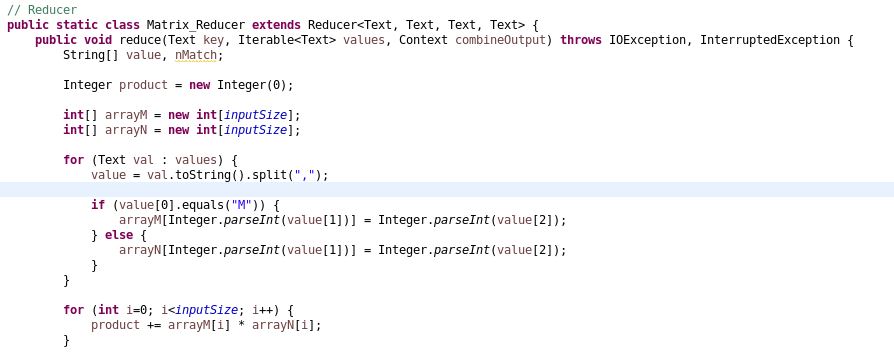 // Reducer
public static class Matrix_Reducer extends Reducer<Text, Text, Text, Text> {
public void reduce(Text key, Iterable<Text> values, Context combineOutput) throws IOException, InterruptedException {
String[] value, nMatch;
Integer product = new Integer(0);
int[] arrayM = new int[inputSize];
int[] arrayN = new int[inputSize];
for (Text val : values) {
value = val.toString().split(",");
if (value[0].equals("M")) {
arrayM[Integer.parseInt(value[1])] = Integer.parseInt(value[2]);
} else {
arrayN[Integer.parseInt(value[1])] = Integer.parseInt(value[2]);
}
}
for (int i=0; i<inputSize; i++) {
product += arrayM[i] * arrayN[i];
}